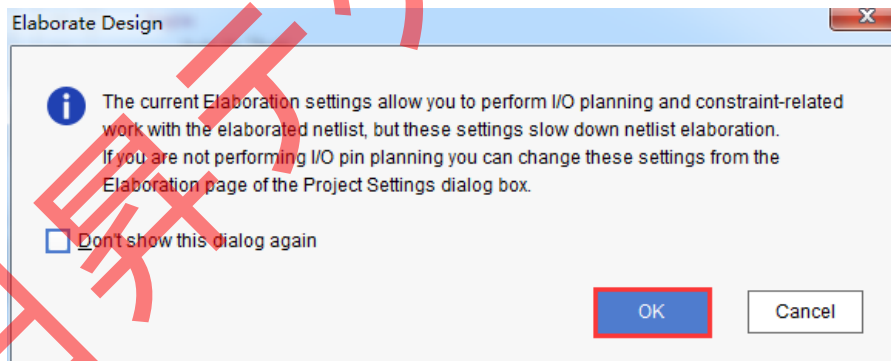 Elaborate Design
The current Elaboration settings allow you to perform I/O planning and constraint-related
work with the elaborated netlist, but these settings slow down netlist elaboration.
If you are not performing I/O pin planning you can change these settings from the
Elaboration page of the Project Settings dialog box.
Don't show this dialog again
OK Cancel